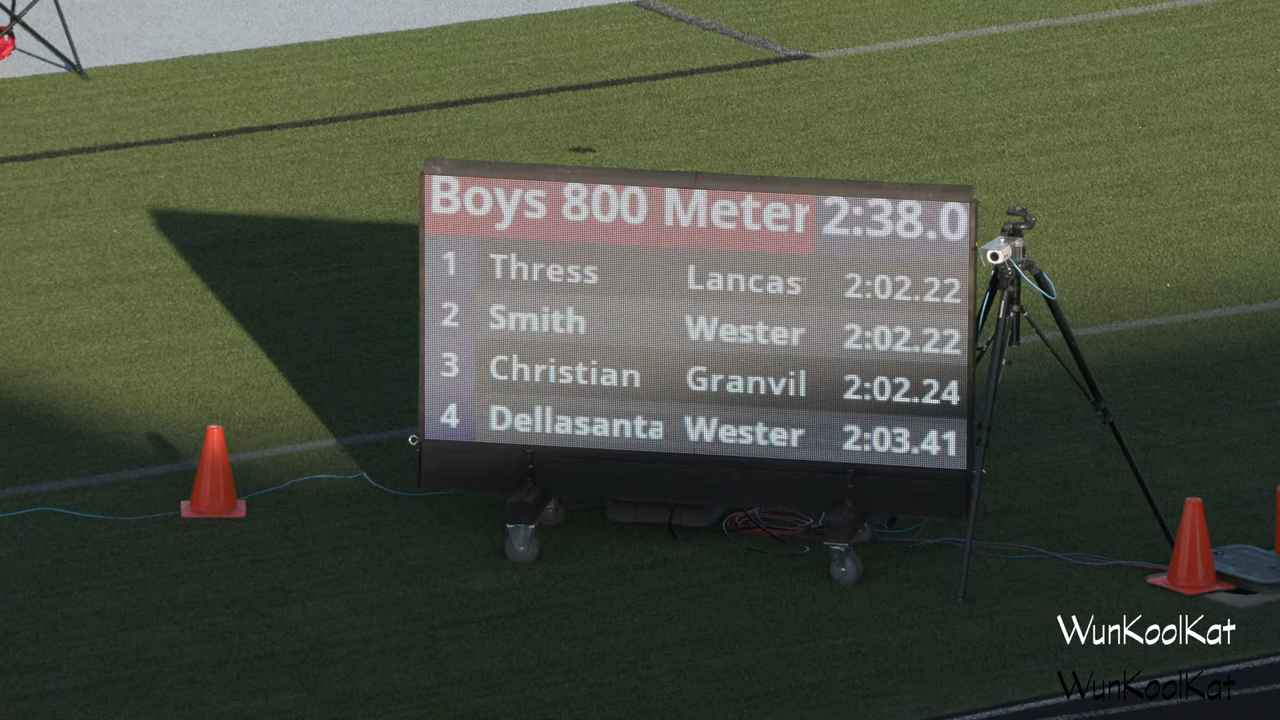 Boys 800 Meter 2:38.0
1 Thress Lancas 2:02.22
2 Smith Wester 2:02.22
3 Christian Granvil 2:02.24
4 Dellasanta Wester 2:03.41
WunKoolKat
WunKoolKat